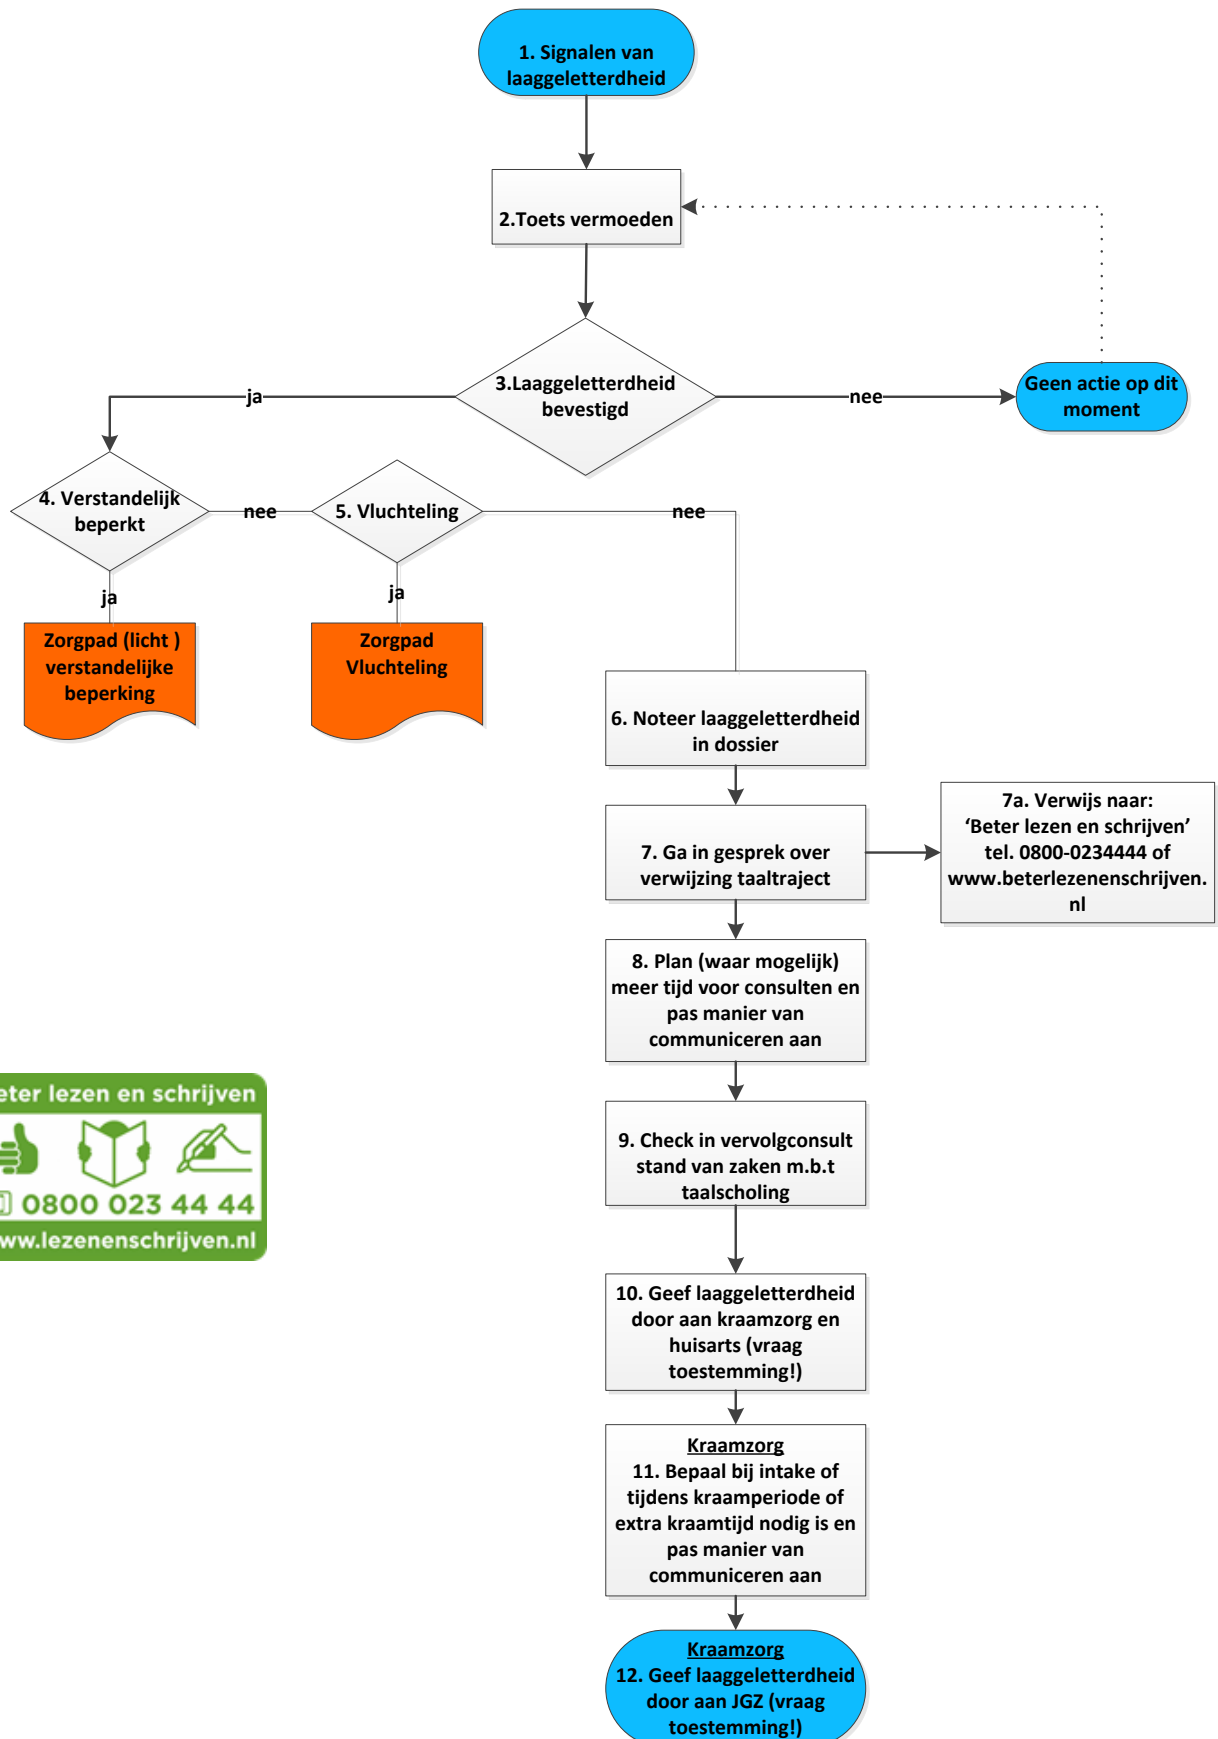 1. Signalen van
laaggeletterdheid
2.Toets vermoeden
3.Laaggeletterdheid
bevestigd
ja
nee
Geen actie op dit
moment
4. Verstandelijk
beperkt
nee
5. Vluchteling
nee
ja
ja
Zorgpad (licht )
verstandelijke
beperking
Zorgpad
Vluchteling
6. Noteer laaggeletterdheid
in dossier
7. Ga in gesprek over
verwijzing taaltraject
7a. Verwijs naar:
‘Beter lezen en schrijven’
tel. 0800-0234444 of
www.beterlezenenschrijven.
nl
8. Plan (waar mogelijk)
meer tijd voor consulten en
pas manier van
communiceren aan
9. Check in vervolgconsult
stand van zaken m.b.t
taalscholing
eter lezen en schrijven
0800 023 44 44
ww.lezenenschrijven.nl
10. Geef laaggeletterdheid
door aan kraamzorg en
huisarts (vraag
toestemming!)
Kraamzorg
11. Bepaal bij intake of
tijdens kraamperiode of
extra kraamtijd nodig is en
pas manier van
communiceren aan
Kraamzorg
12. Geef laaggeletterdheid
door aan JGZ (vraag
toestemming!)